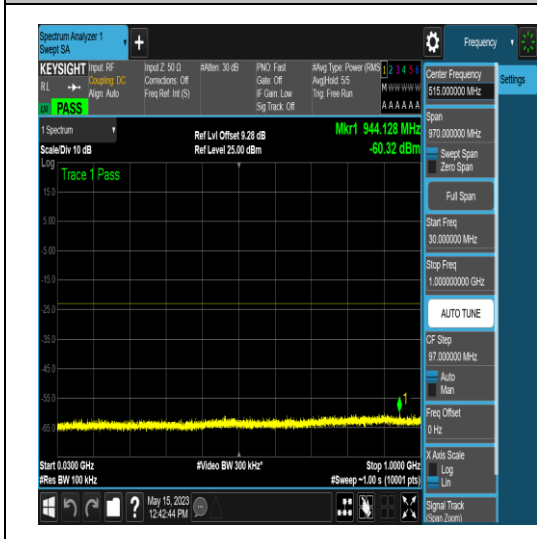 Spectrum Analyzer 1
Swept SA
Frequency
KEYSIGHT
RL
PASS
Input: RF
Coupling: DC
Align: Auto
Input Z: 50 Ω
Corrections: Off
Freq Ref: Int (S)
#Atten: 30 dB
PNO: Fast
Gate: Off
IF Gain: Low
Sig Track: Off
#Avg Type: Power (RMS
Avg|Hold: 5/5
Trig: Free Run
1 2 3 4 5 6
M W W W W W
A A A A A A
1 Spectrum
Scale/Div 10 dB
Ref Lvl Offset 9.28 dB
Ref Level 25.00 dBm
Mkr1 944.128 MHz
-60.32 dBm
Log
Trace 1 Pass
15.0
5.00
-5.00
-15.0
-25.0
-35.0
-45.0
-55.0
-65.0
1
Start 0.0300 GHz
#Res BW 100 kHz
#Video BW 300 kHz*
Stop 1.0000 GHz
#Sweep ~1.00 s (10001 pts)
May 15, 2023
12:42:44 PM
Center Frequency
515.000000 MHz
Settings
Span
970.000000 MHz
Swept Span
Zero Span
Full Span
Start Freq
30.000000 MHz
Stop Freq
1.000000000 GHz
AUTO TUNE
CF Step
97.000000 MHz
Auto
Man
Freq Offset
0 Hz
X Axis Scale
Log
Lin
Signal Track
(Span Zoom)